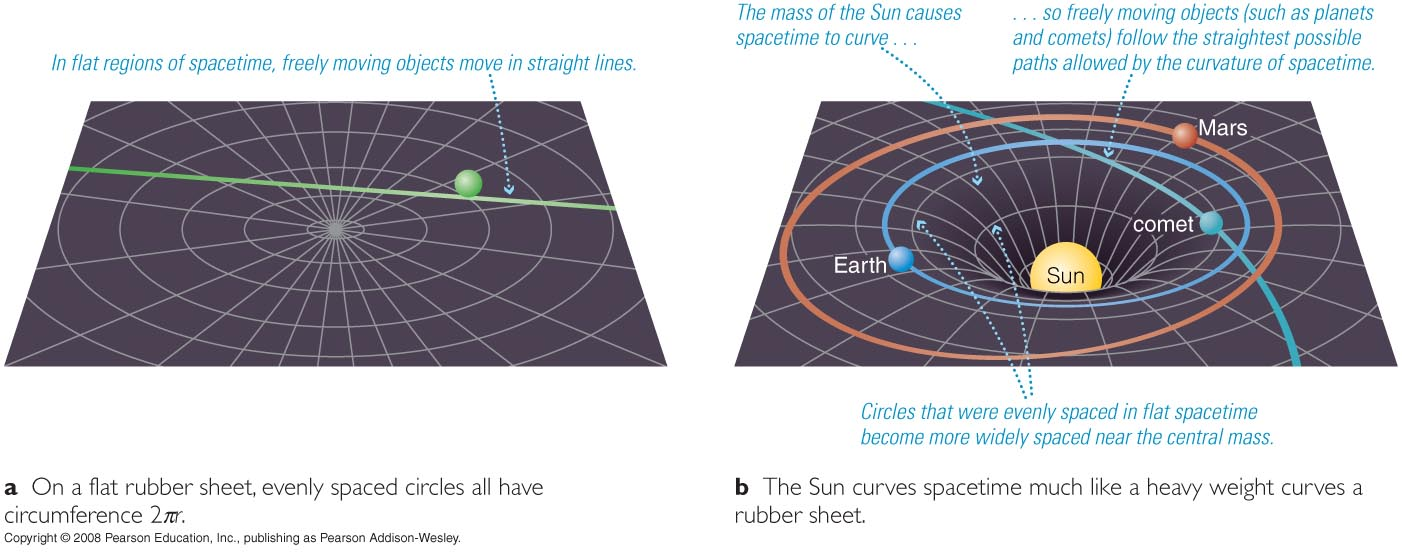 In flat regions of spacetime, freely moving objects move in straight lines.
a On a flat rubber sheet, evenly spaced circles all have
circumference 2πr.
Copyright © 2008 Pearson Education, Inc., publishing as Pearson Addison-Wesley.
The mass of the Sun causes
spacetime to curve . . .
. . . so freely moving objects (such as planets
and comets) follow the straightest possible
paths allowed by the curvature of spacetime.
Mars
comet
Earth
Sun
Circles that were evenly spaced in flat spacetime
become more widely spaced near the central mass.
b The Sun curves spacetime much like a heavy weight curves a
rubber sheet.